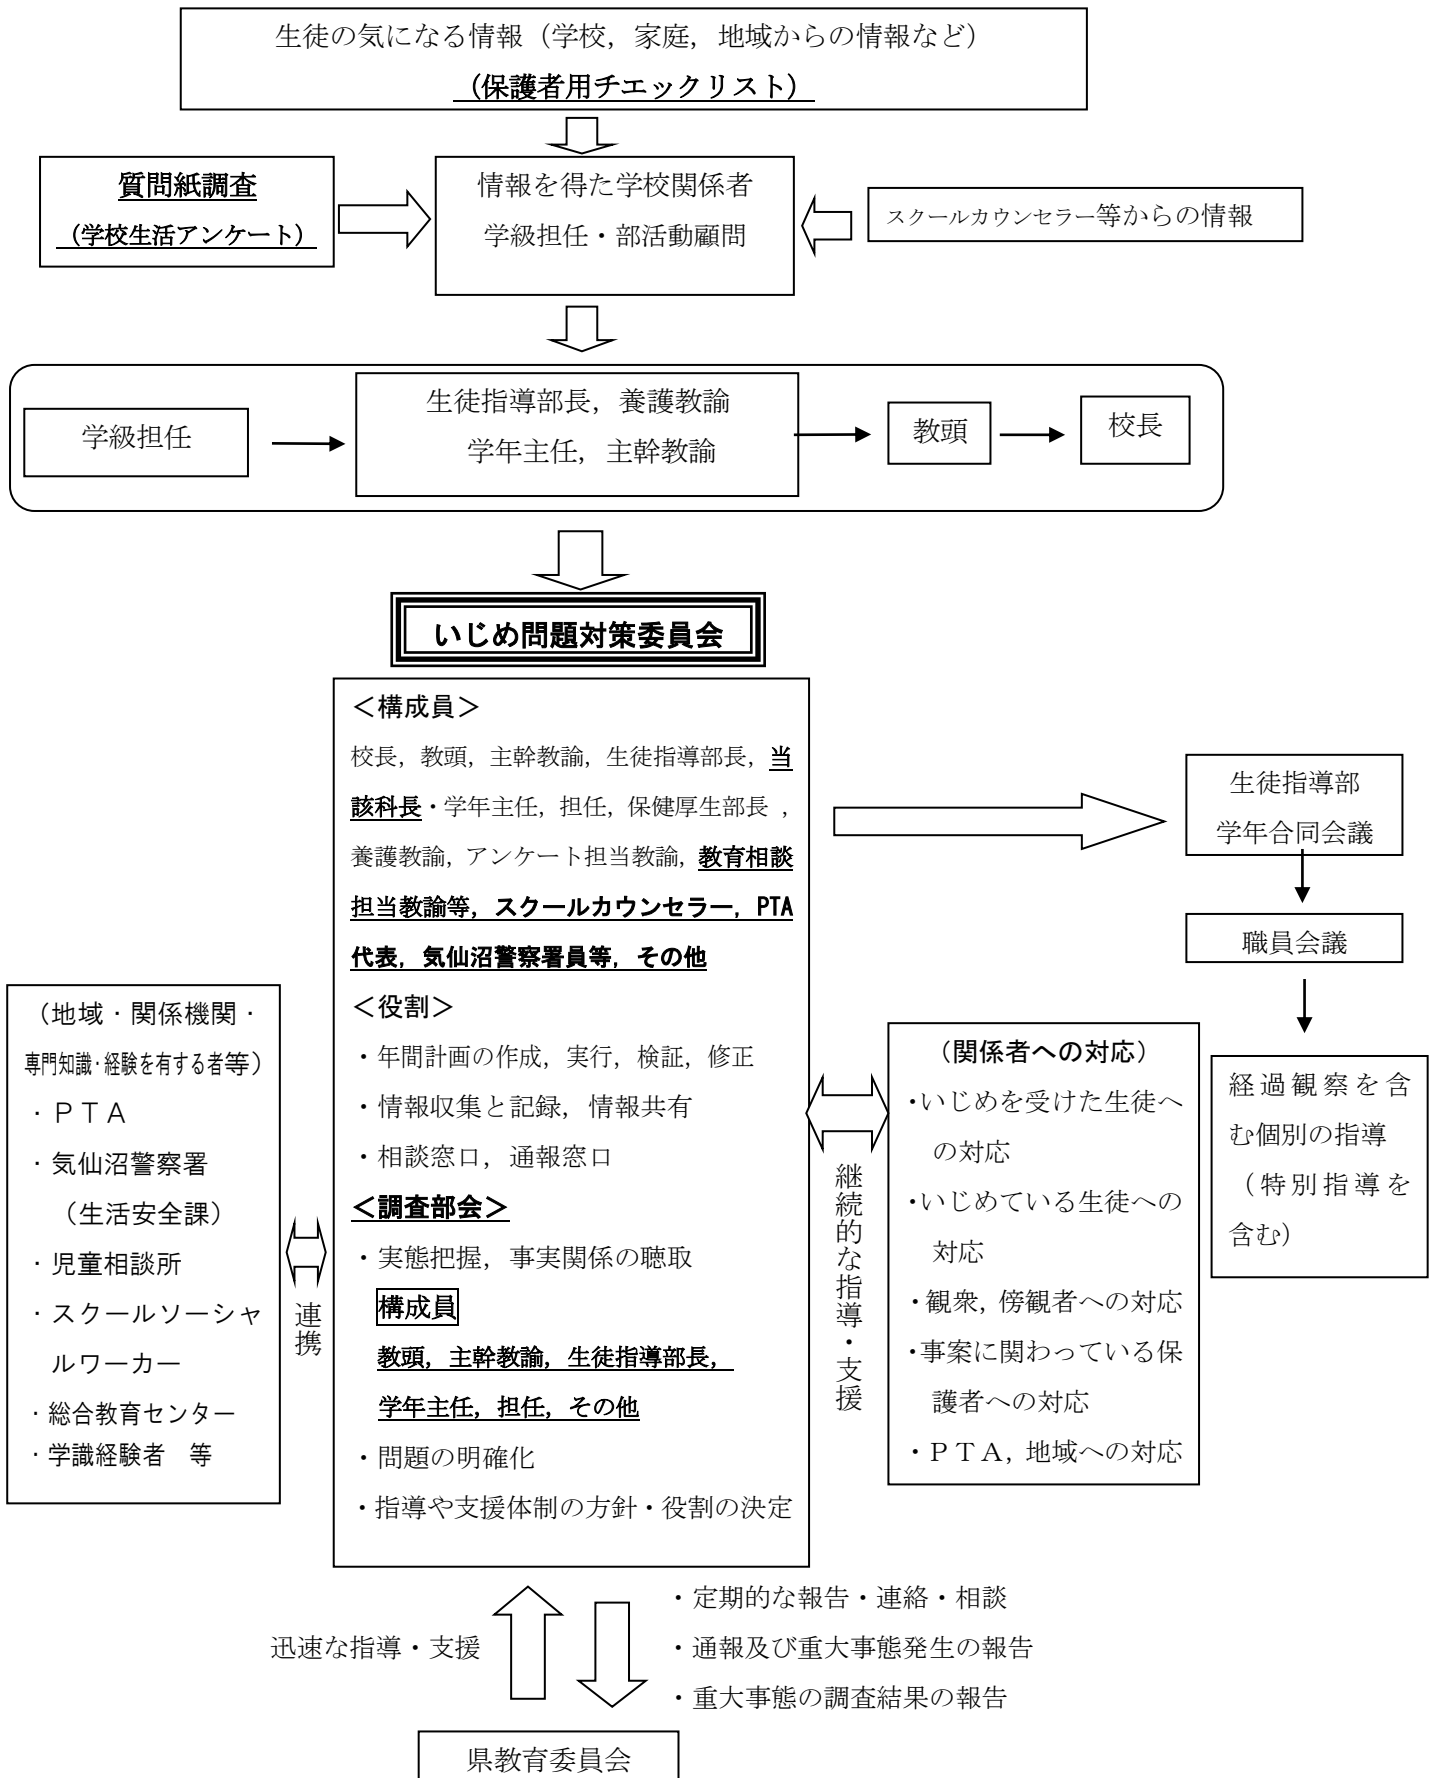 生徒の気になる情報（学校，家庭，地域からの情報など）
（保護者用チエックリスト）
質問紙調査
（学校生活アンケート）
情報を得た学校関係者
学級担任・部活動顧問
スクールカウンセラー等からの情報
学級担任
生徒指導部長，養護教諭
学年主任，主幹教諭
教頭
校長
いじめ問題対策委員会
＜構成員＞
校長，教頭，主幹教諭，生徒指導部長，当
該科長・学年主任，担任，保健厚生部長 ，
養護教諭，アンケート担当教諭，教育相談
担当教諭等，スクールカウンセラー，PTA
代表，気仙沼警察署員等，その他
＜役割＞
・年間計画の作成，実行，検証，修正
・情報収集と記録，情報共有
・相談窓口，通報窓口
＜調査部会＞
・実態把握，事実関係の聴取
構成員
教頭，主幹教諭，生徒指導部長，
学年主任，担任，その他
・問題の明確化
・指導や支援体制の方針・役割の決定
生徒指導部
学年合同会議
職員会議
経過観察を含
む個別の指導
（特別指導を
含む）
（地域・関係機関・
専門知識・経験を有する者等）
・ＰＴＡ
・気仙沼警察署
（生活安全課）
・児童相談所
・スクールソーシャ
ルワーカー
・総合教育センター
・学識経験者　等
連携
継続的な指導・支援
（関係者への対応）
・いじめを受けた生徒へ
の対応
・いじめている生徒への
対応
・観衆，傍観者への対応
・事案に関わっている保
護者への対応
・ＰＴＡ，地域への対応
迅速な指導・支援
・定期的な報告・連絡・相談
・通報及び重大事態発生の報告
・重大事態の調査結果の報告
県教育委員会